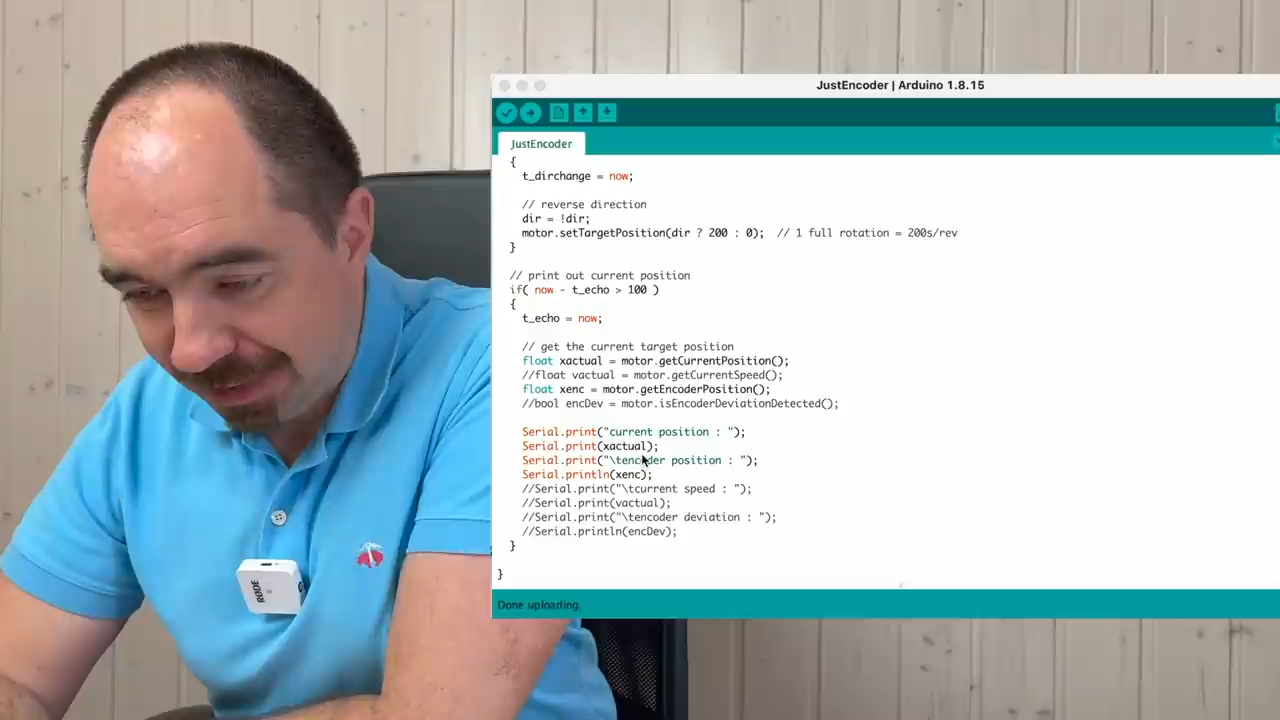 JustEncoder | Arduino 1.8.15
JustEncoder
{
t_dirchange = now;
// reverse direction
dir = !dir;
motor.setTargetPosition(dir ? 200 : 0); // 1 full rotation = 200s/rev
}
// print out current position
if( now - t_echo > 100 )
{
t_echo = now;
// get the current target position
float xactual = motor.getCurrentPosition();
//float vactual = motor.getCurrentSpeed();
float xenc = motor.getEncoderPosition();
//bool encDev = motor.isEncoderDeviationDetected();
Serial.print("current position : ");
Serial.print(xactual);
Serial.print("\tencoder position : ");
Serial.println(xenc);
//Serial.print("\tcurrent speed : ");
//Serial.print(vactual);
//Serial.print("\tencoder deviation : ");
//Serial.println(encDev);
}
}
Done uploading.
RØDE